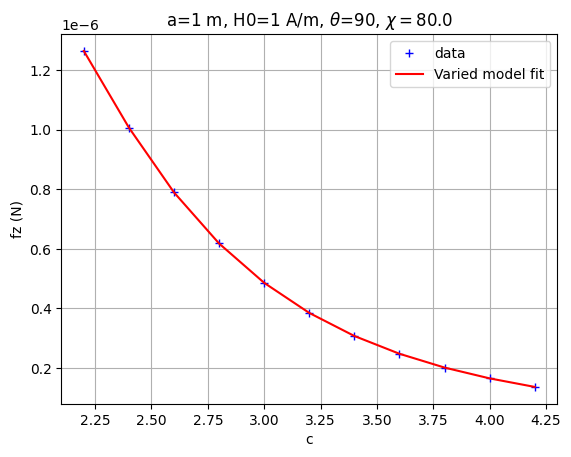 a=1 m, H0=1 A/m, θ=90, χ = 80.0
1e−6
data
Varied model fit
1.2
1.0
0.8
0.6
0.4
0.2
fz (N)
2.25 2.50 2.75 3.00 3.25 3.50 3.75 4.00 4.25
c